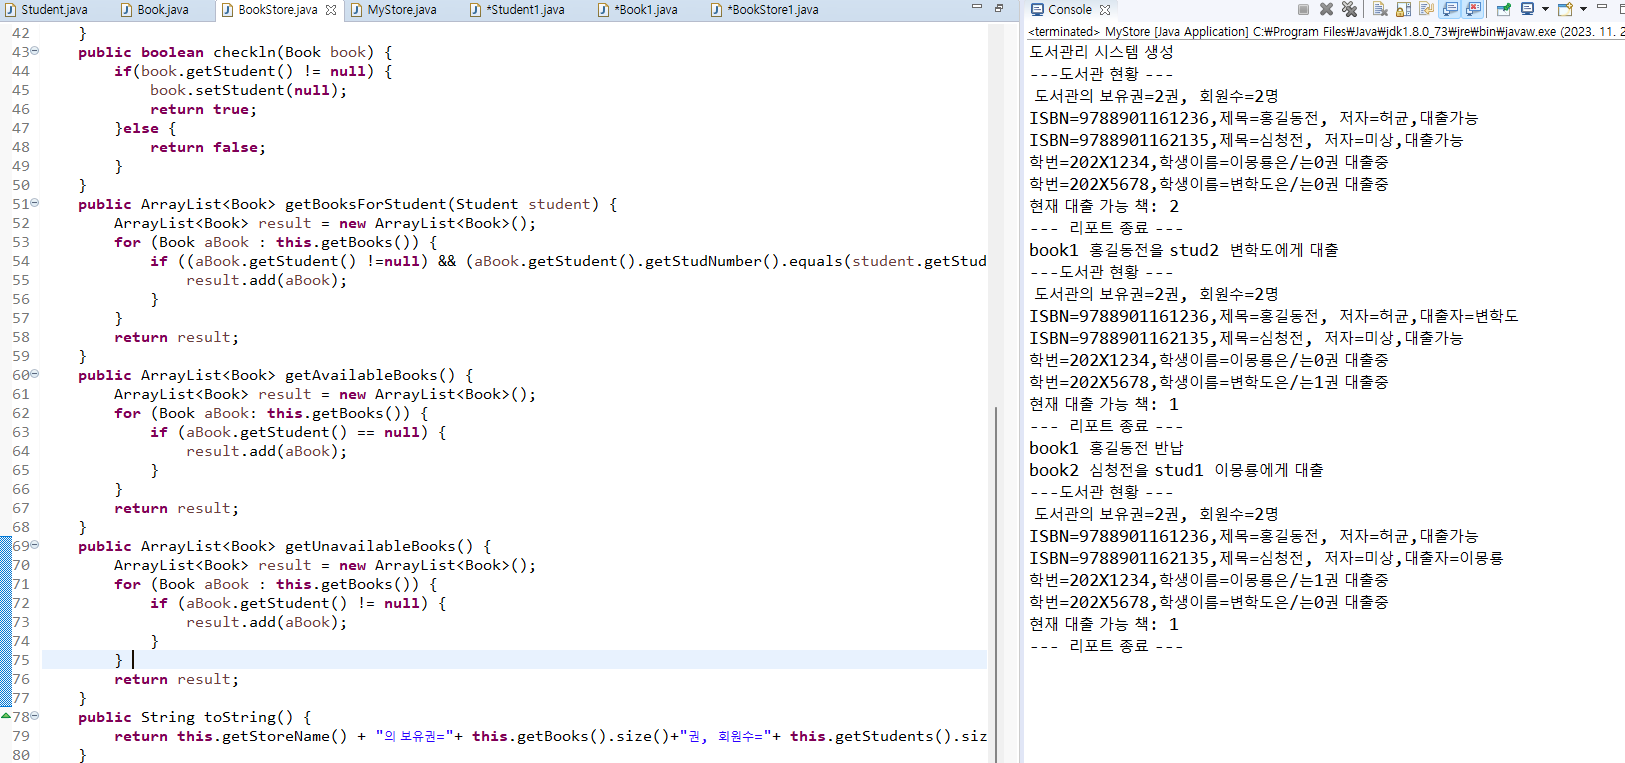 Student.java Book.java BookStore.java MyStore.java *Student1.java *Book1.java *BookStore1.java
42 }
43 public boolean checkln(Book book) {
44 if(book.getStudent() != null) {
45 book.setStudent(null);
46 return true;
47 }else {
48 return false;
49 }
50 }
51 public ArrayList<Book> getBooksForStudent(Student student) {
52 ArrayList<Book> result = new ArrayList<Book>();
53 for (Book aBook : this.getBooks()) {
54 if ((aBook.getStudent() !=null) && (aBook.getStudent().getStudNumber().equals(student.getStud
55 result.add(aBook);
56 }
57 }
58 return result;
59 }
60 public ArrayList<Book> getAvailableBooks() {
61 ArrayList<Book> result = new ArrayList<Book>();
62 for (Book aBook: this.getBooks()) {
63 if (aBook.getStudent() == null) {
64 result.add(aBook);
65 }
66 }
67 return result;
68 }
69 public ArrayList<Book> getUnavailableBooks() {
70 ArrayList<Book> result = new ArrayList<Book>();
71 for (Book aBook : this.getBooks()) {
72 if (aBook.getStudent() != null) {
73 result.add(aBook);
74 }
75 }
76 return result;
77 }
78 public String toString() {
79 return this.getStoreName() + "의 보유권="+ this.getBooks().size()+"권, 회원수="+ this.getStudents().siz
80 }
Console
<terminated> MyStore [Java Application] C:₩Program Files₩Java₩jdk1.8.0_73₩jre₩bin₩javaw.exe (2023. 11. 2
도서관리 시스템 생성
---도서관 현황 ---
도서관의 보유권=2권, 회원수=2명
ISBN=9788901161236,제목=홍길동전, 저자=허균,대출가능
ISBN=9788901162135,제목=심청전, 저자=미상,대출가능
학번=202X1234,학생이름=이몽룡은/는0권 대출중
학번=202X5678,학생이름=변학도은/는0권 대출중
현재 대출 가능 책: 2
--- 리포트 종료 ---
book1 홍길동전을 stud2 변학도에게 대출
---도서관 현황 ---
도서관의 보유권=2권, 회원수=2명
ISBN=9788901161236,제목=홍길동전, 저자=허균,대출자=변학도
ISBN=9788901162135,제목=심청전, 저자=미상,대출가능
학번=202X1234,학생이름=이몽룡은/는0권 대출중
학번=202X5678,학생이름=변학도은/는1권 대출중
현재 대출 가능 책: 1
--- 리포트 종료 ---
book1 홍길동전 반납
book2 심청전을 stud1 이몽룡에게 대출
---도서관 현황 ---
도서관의 보유권=2권, 회원수=2명
ISBN=9788901161236,제목=홍길동전, 저자=허균,대출가능
ISBN=9788901162135,제목=심청전, 저자=미상,대출자=이몽룡
학번=202X1234,학생이름=이몽룡은/는1권 대출중
학번=202X5678,학생이름=변학도은/는0권 대출중
현재 대출 가능 책: 1
--- 리포트 종료 ---